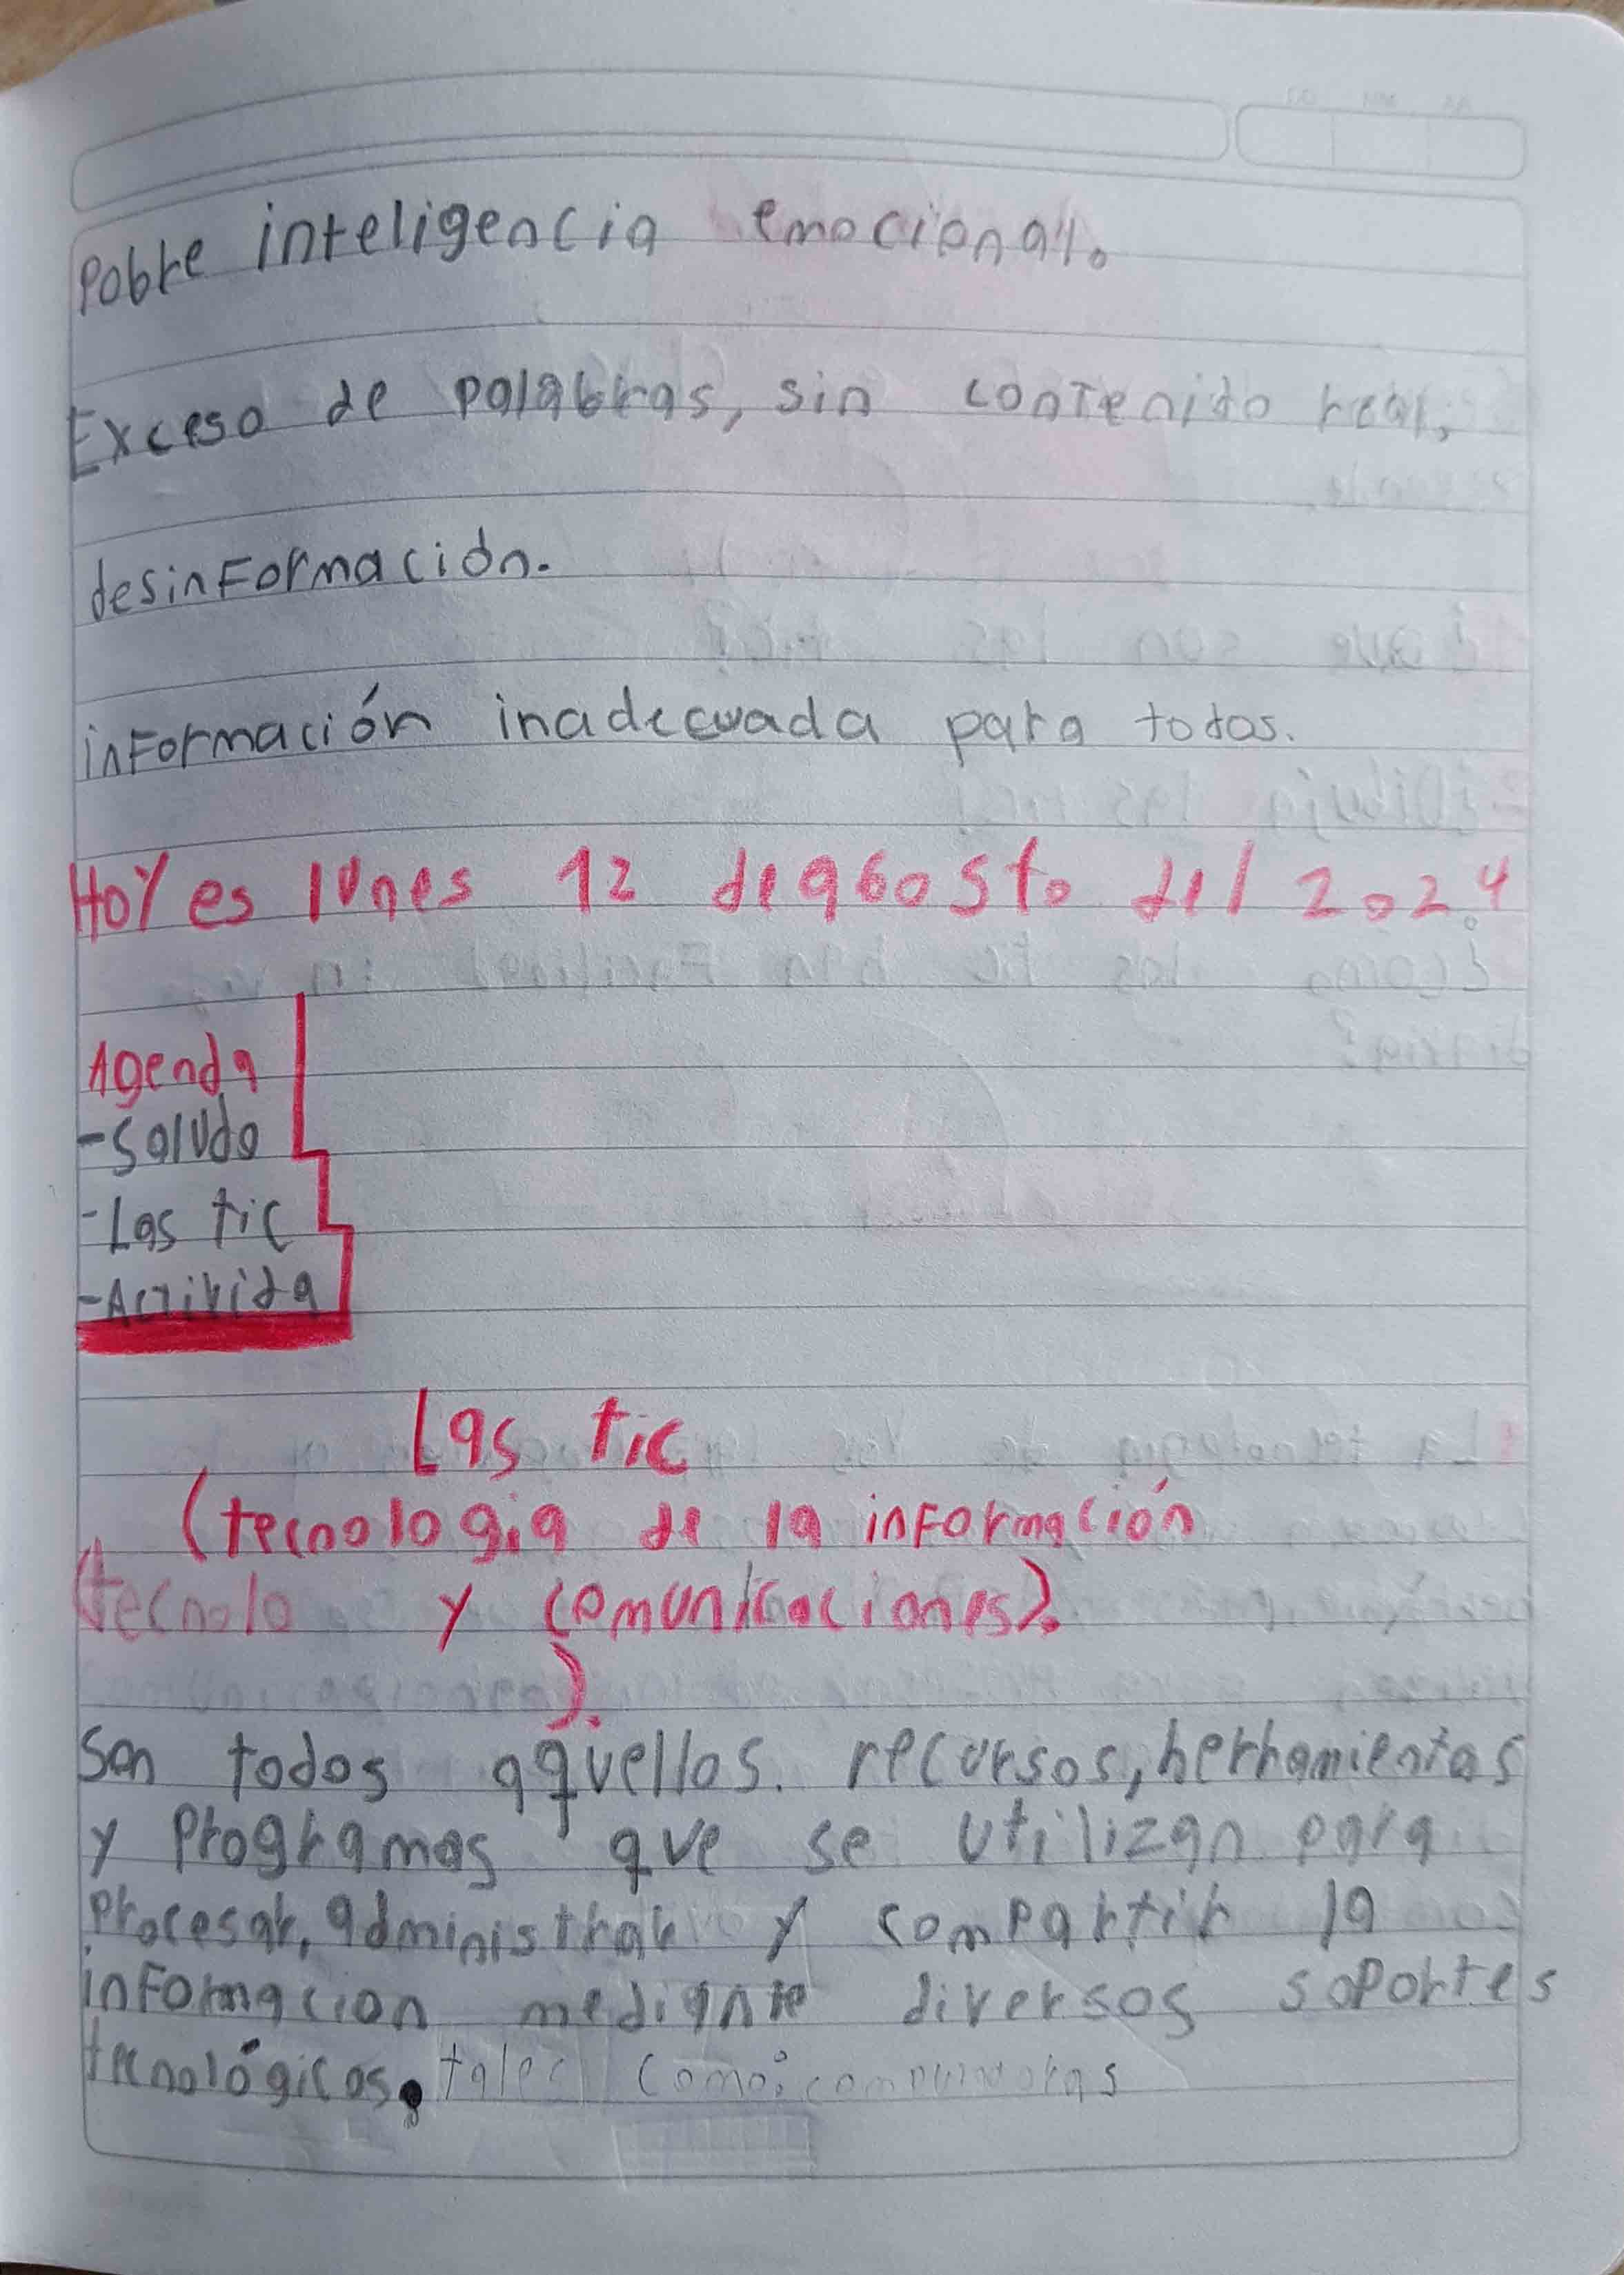 Pobre inteligencia emocional.
Exceso de palabras, sin contenido real,
desinFormación.
inFormación inadecuada para todos.
Hoy es lunes 12 de agosto del 2024
Agenda
-Saludo
-Las tic
-Activida
Las tic
(tecnologia de la inFormación
(tecnolo y comunicaciones).
).
Son todos aquellos. recursos, herramientas
y Programas que se utilizan para
Procesar, administrar y compartir la
inFormacion mediante diversos soportes
tecnológicos. tales como: computadoras